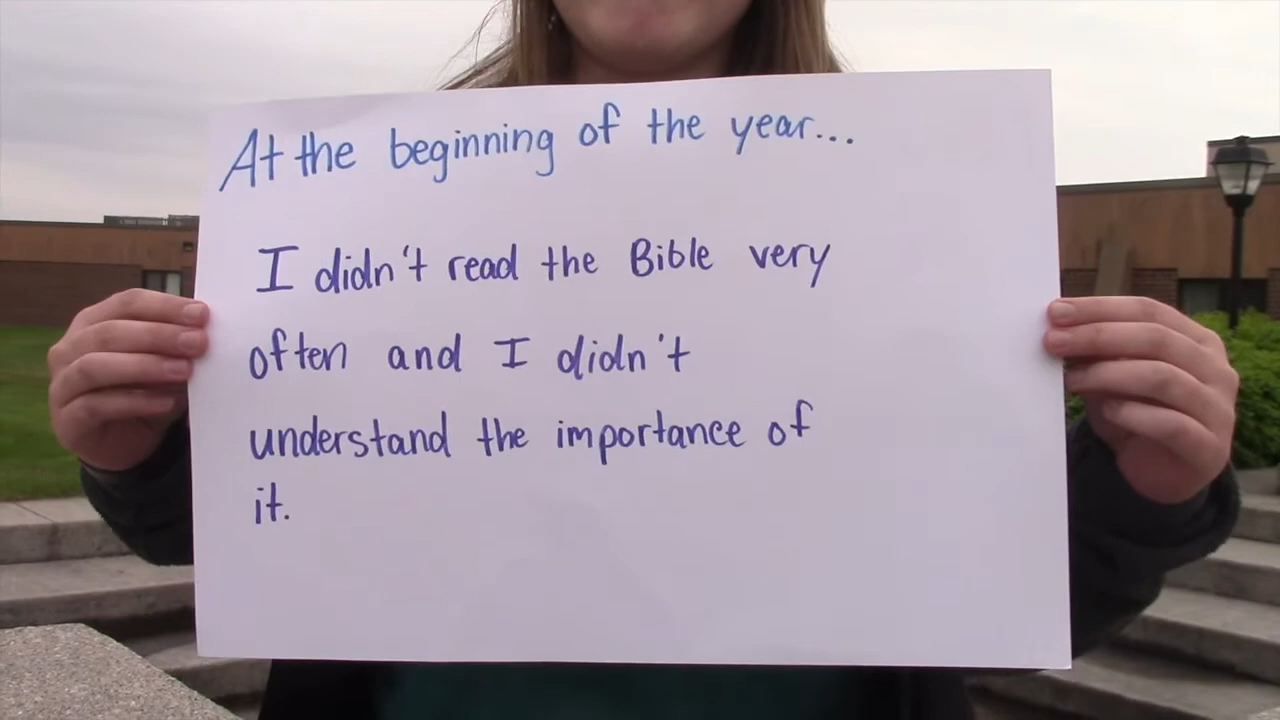 At the beginning of the year...
I didn't read the Bible very
often and I didn't
understand the importance of
it.